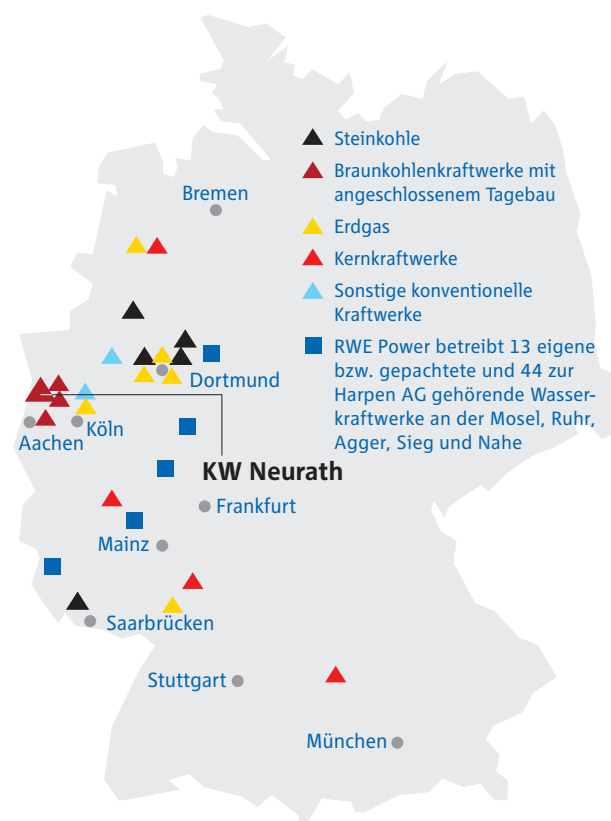 Steinkohle
Braunkohlenkraftwerke mit
angeschlossenem Tagebau
Erdgas
Kernkraftwerke
Sonstige konventionelle
Kraftwerke
RWE Power betreibt 13 eigene
bzw. gepachtete und 44 zur
Harpen AG gehörende Wasser-
kraftwerke an der Mosel, Ruhr,
Agger, Sieg und Nahe
Bremen
Dortmund
Köln
Aachen
KW Neurath
Frankfurt
Mainz
Saarbrücken
Stuttgart
München